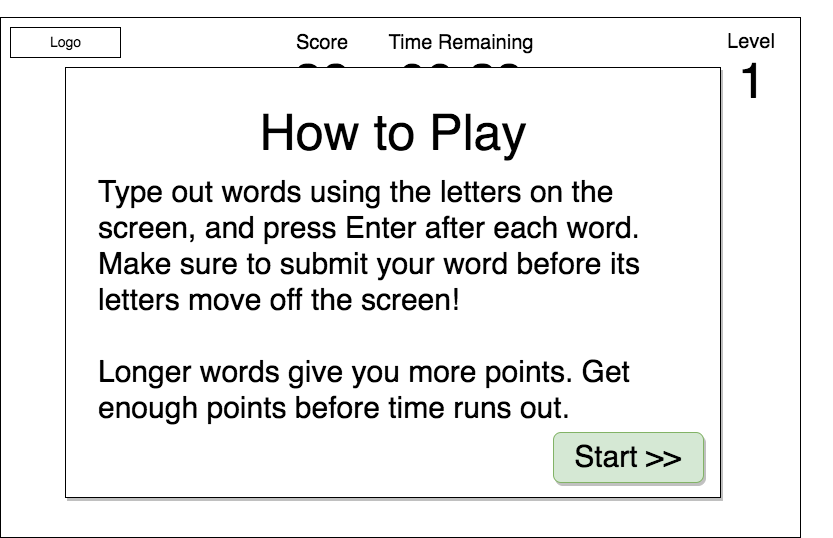 Logo
Score
Time Remaining
Level
1
How to Play
Type out words using the letters on the
screen, and press Enter after each word.
Make sure to submit your word before its
letters move off the screen!
Longer words give you more points. Get
enough points before time runs out.
Start >>